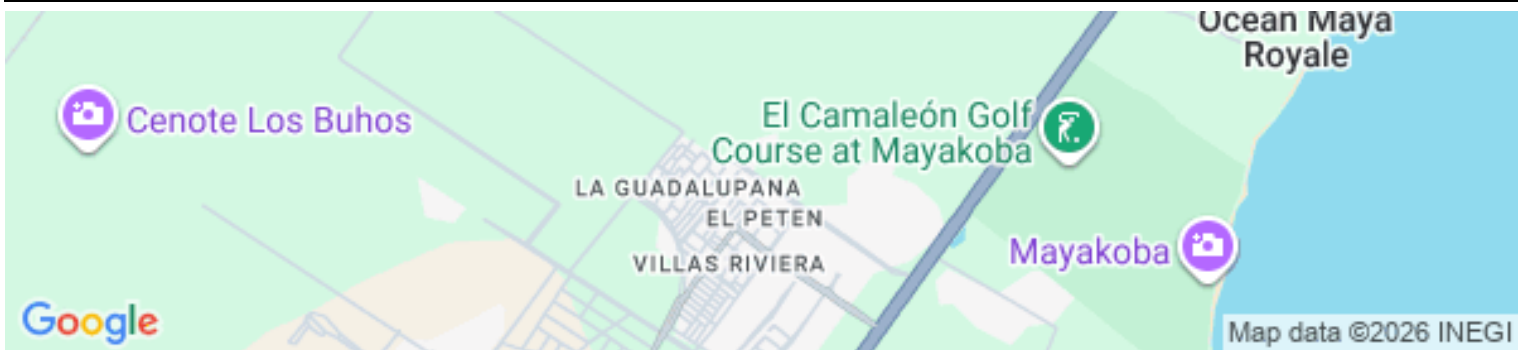 Ocean Maya
Royale
Cenote Los Buhos
El Camaleón Golf
Course at Mayakoba
LA GUADALUPANA
EL PETEN
VILLAS RIVIERA
Mayakoba
Google
Map data ©2026 INEGI